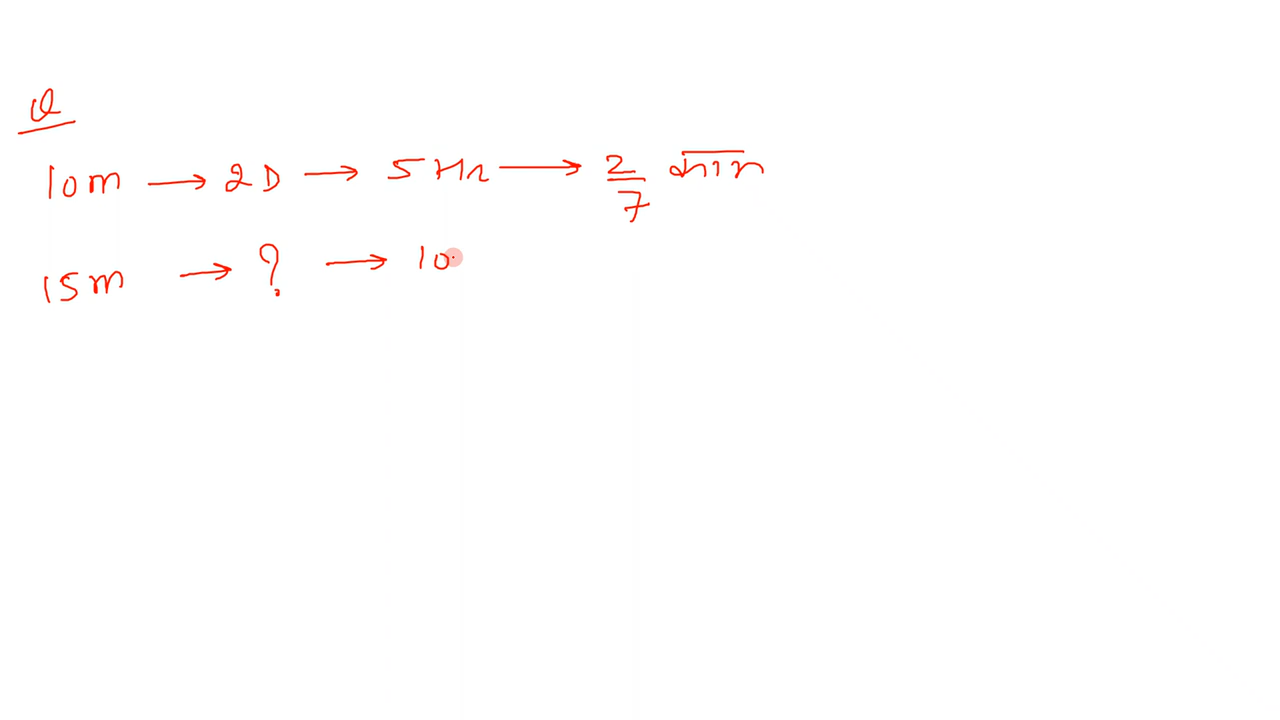 Q
10m → 2D → 5Hr → 2/7 भाग
15m → ? → 10